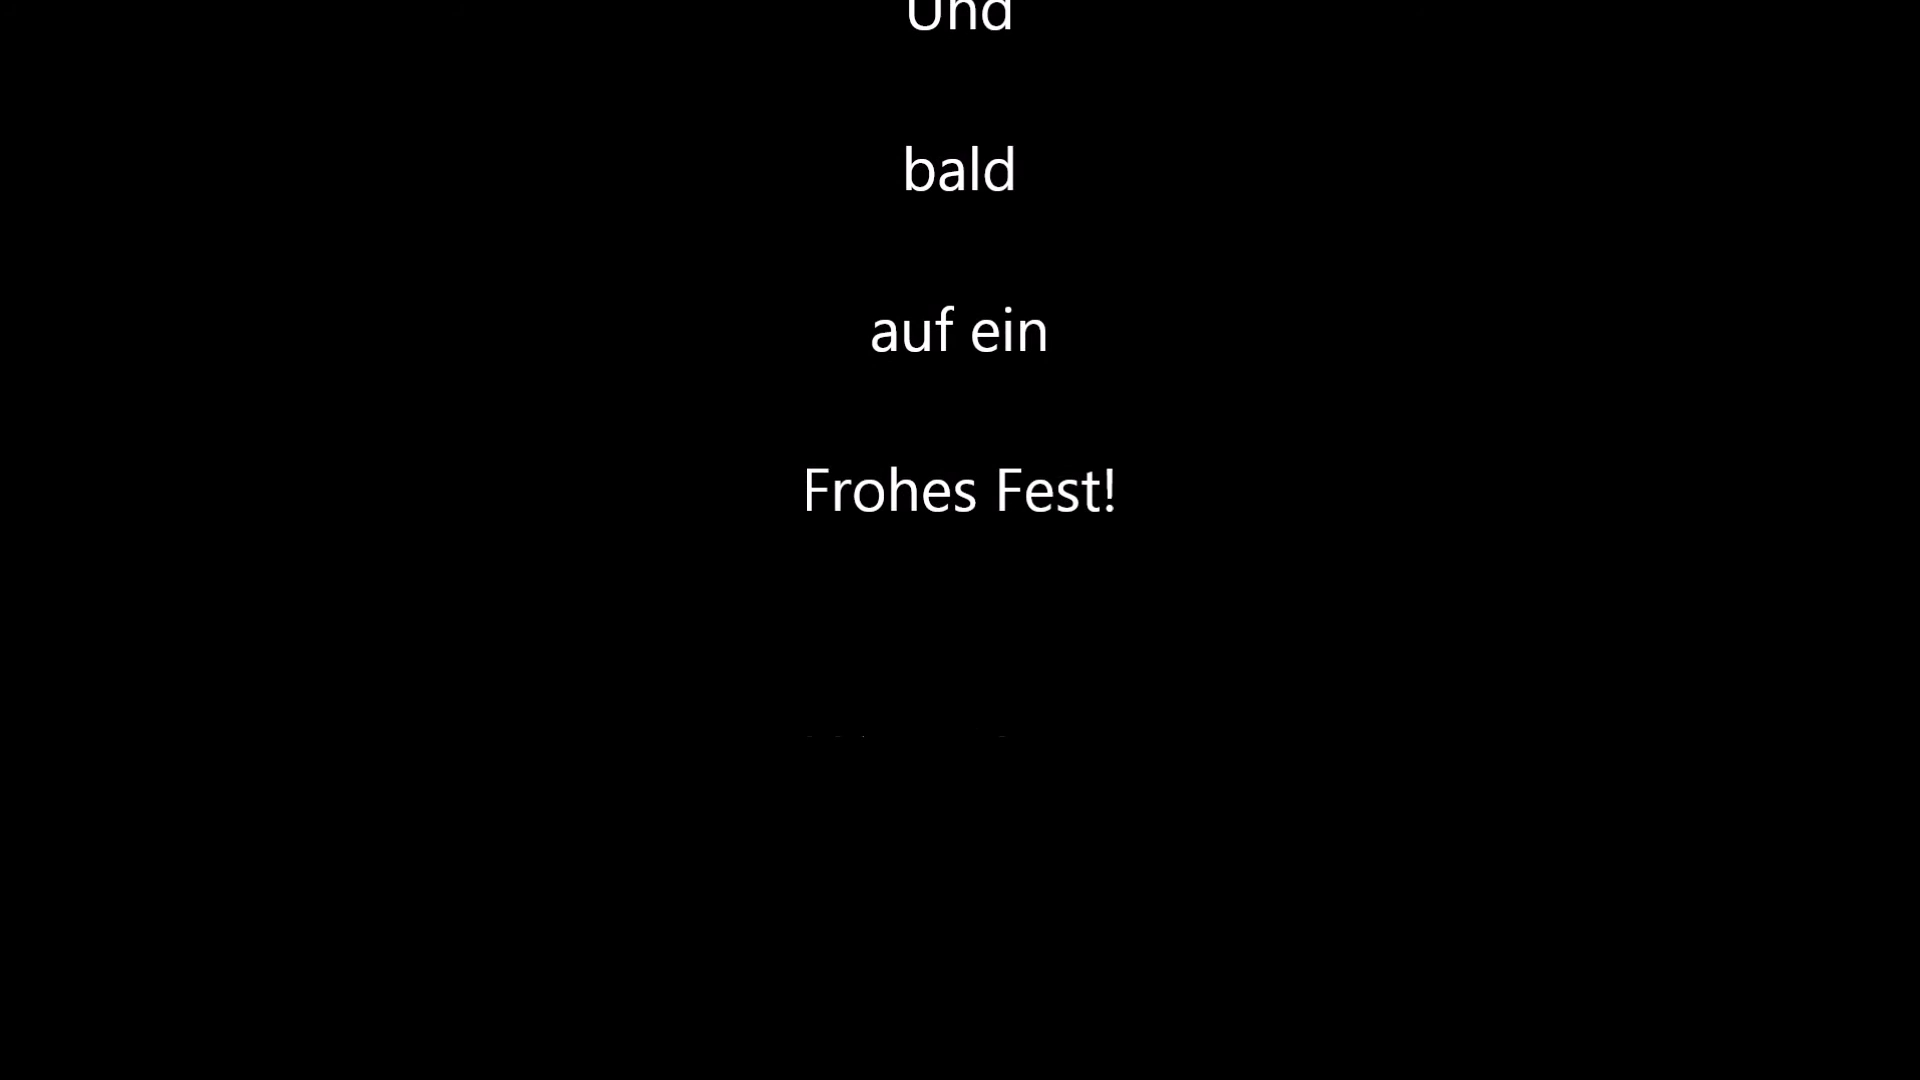 Und
bald
auf ein
Frohes Fest!